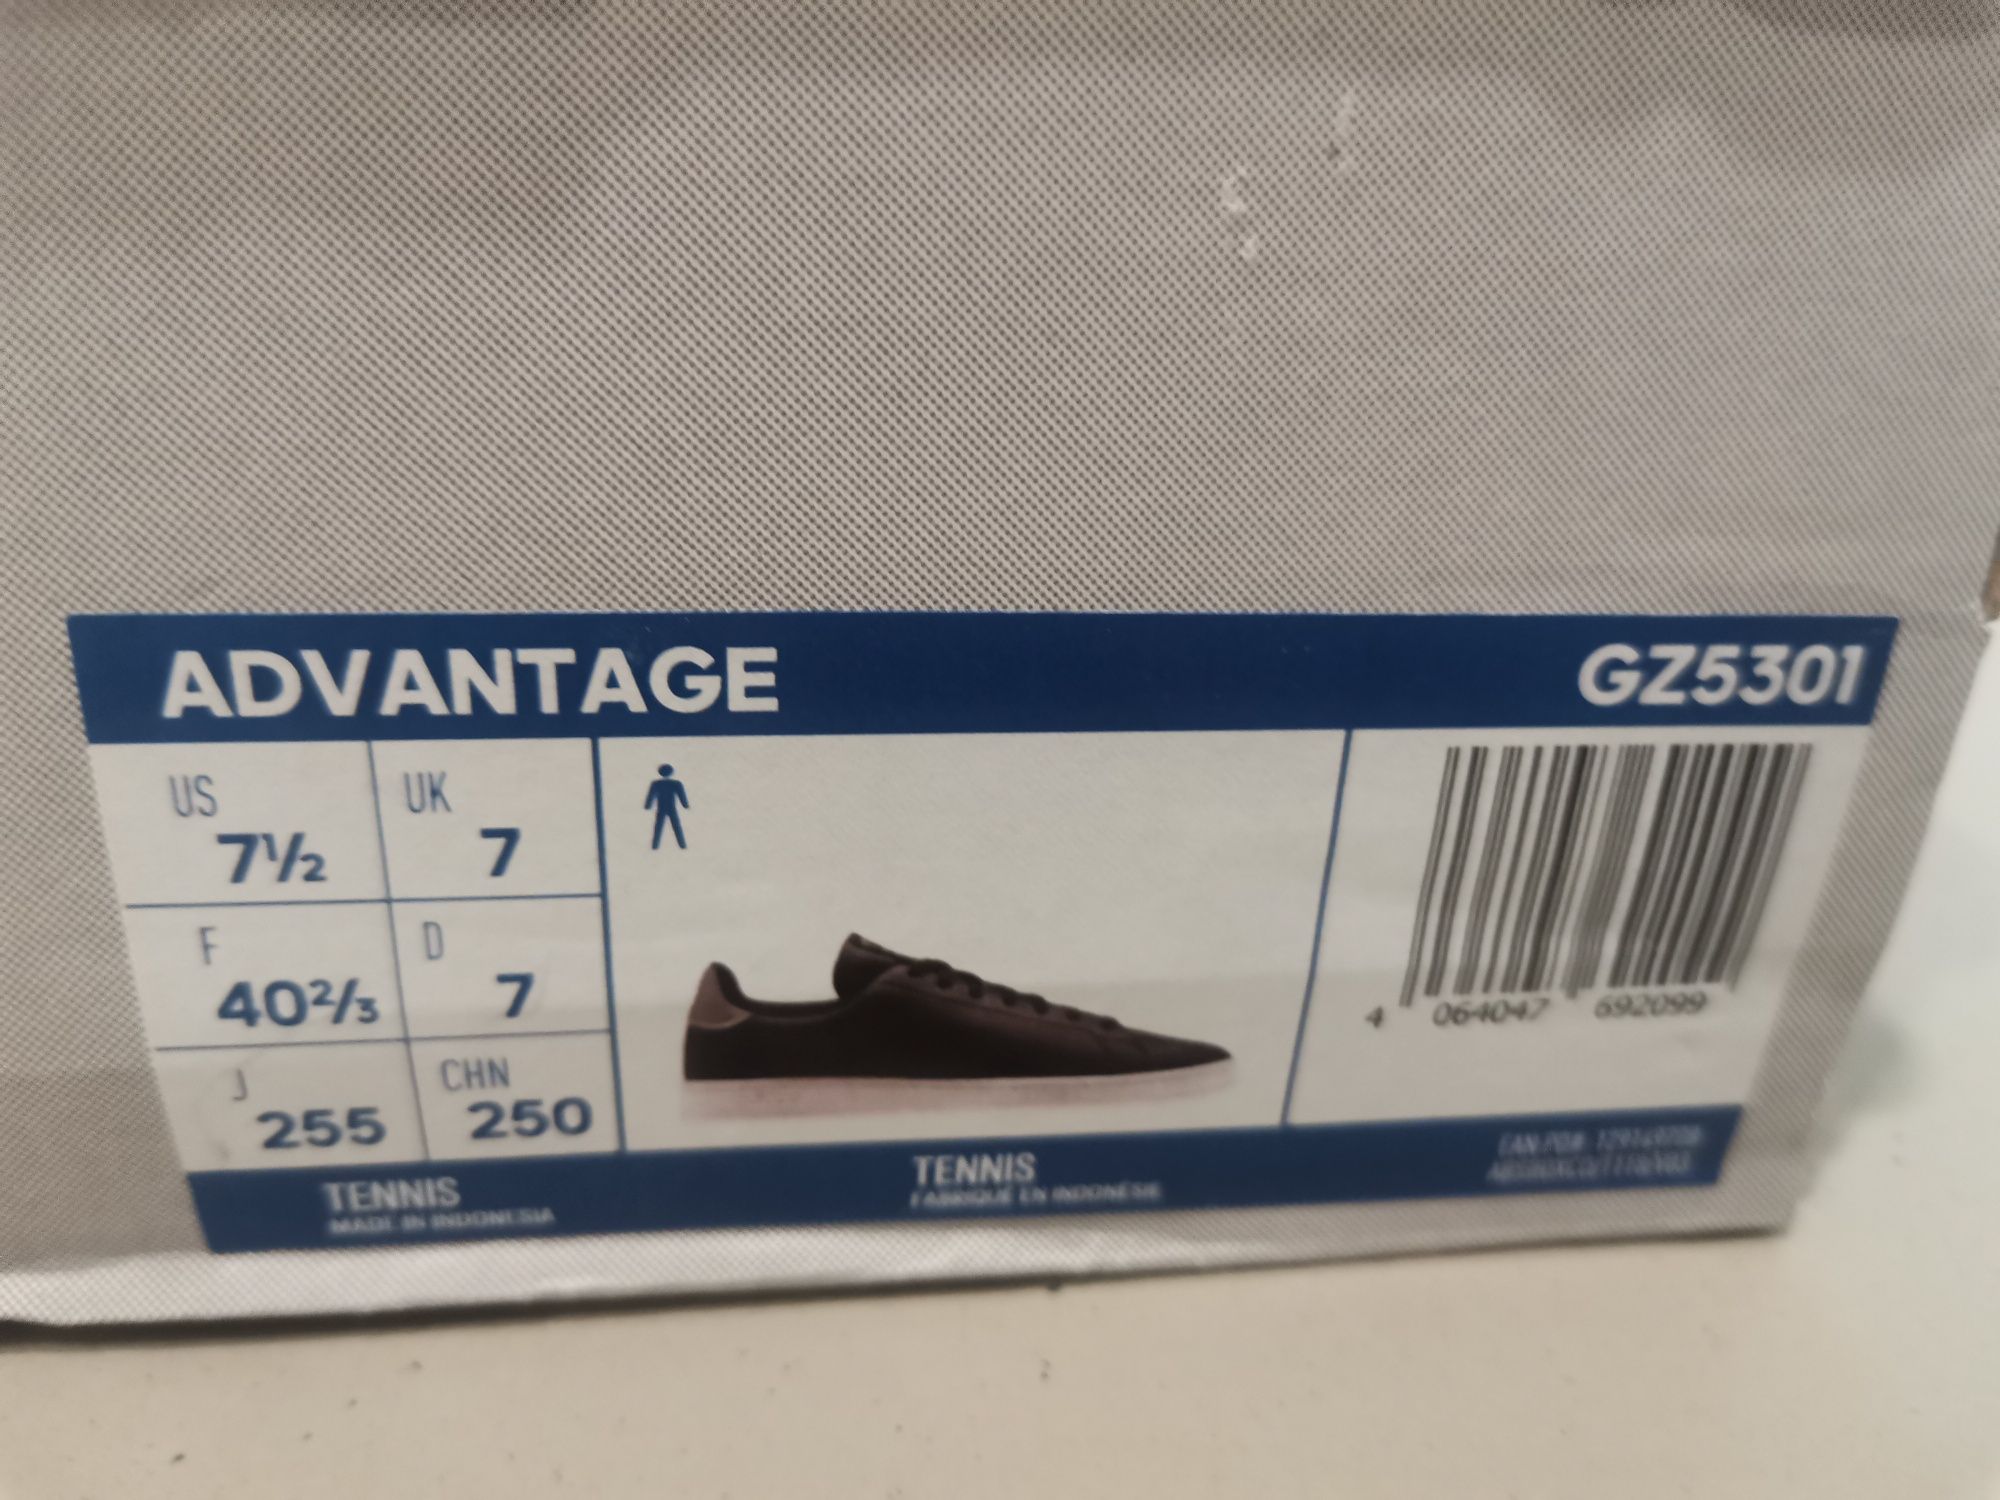 ADVANTAGE GZ5301
US 7½ UK 7
F 40⅔ D 7
J 255 CHN 250
4 064047 692099
TENNIS TENNIS
MADE IN INDONESIA FABRIQUÉ EN INDONÉSIE